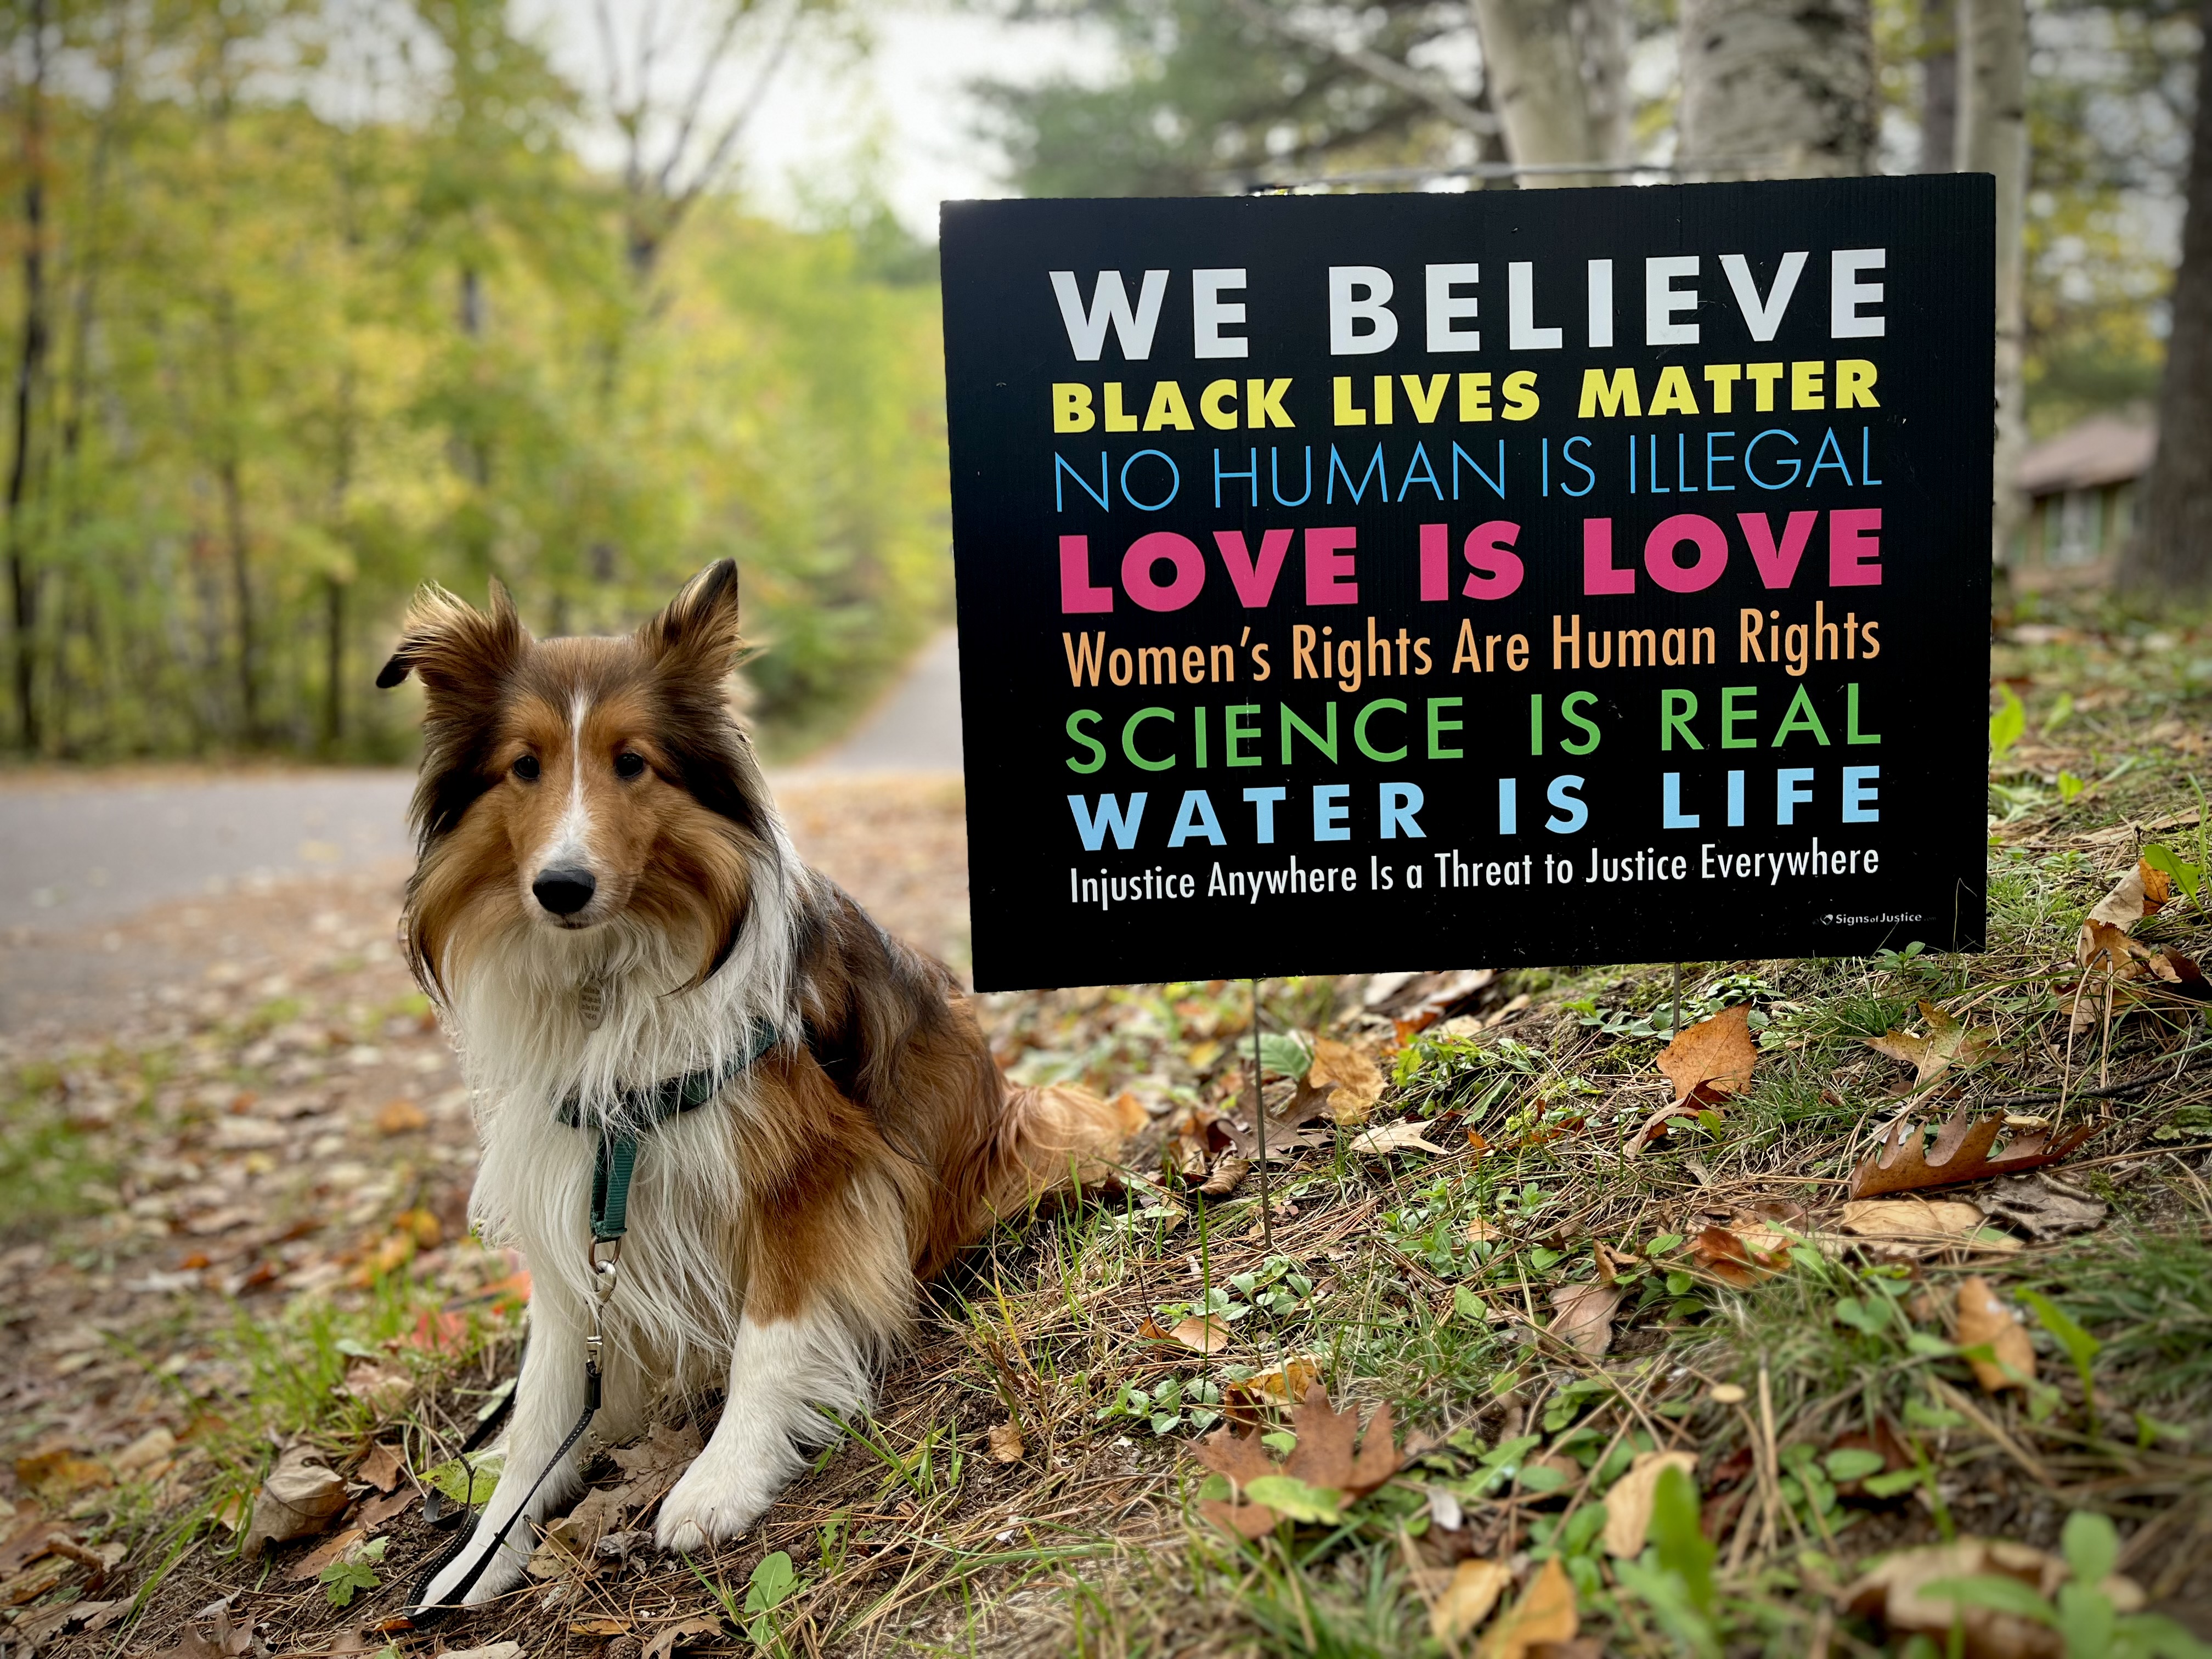 WE BELIEVE
BLACK LIVES MATTER
NO HUMAN IS ILLEGAL
LOVE IS LOVE
Women's Rights Are Human Rights
SCIENCE IS REAL
WATER IS LIFE
Injustice Anywhere Is a Threat to Justice Everywhere
Signs of Justice